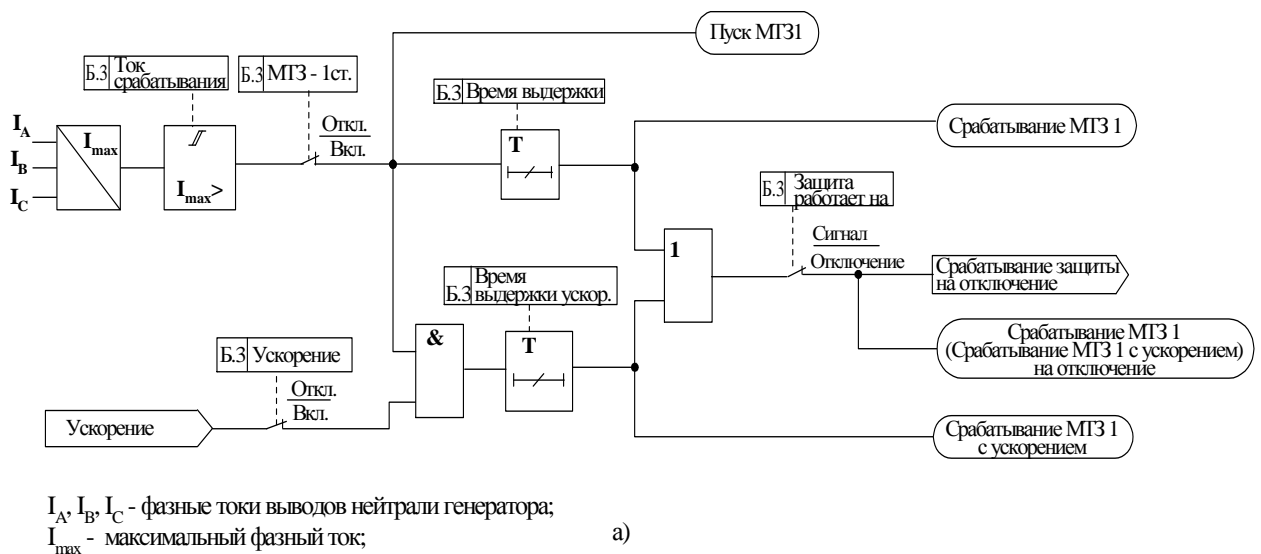 Пуск МТЗ1
Б.3 Ток
срабатывания
Б.3 МТЗ - 1ст.
Б.3 Время выдержки
I_A
I_B
I_C
I_max
I_max>
Откл.
Вкл.
T
Срабатывание МТЗ 1
Б.3 Защита
работает на
1
Сигнал
Отключение
Срабатывание защиты
на отключение
Б.3 Время
выдержки ускор.
Срабатывание МТЗ 1
(Срабатывание МТЗ 1 с ускорением)
на отключение
&
T
Б.3 Ускорение
Откл.
Вкл.
Ускорение
Срабатывание МТЗ 1
с ускорением
I_A, I_B, I_C - фазные токи выводов нейтрали генератора;
I_max - максимальный фазный ток;
а)